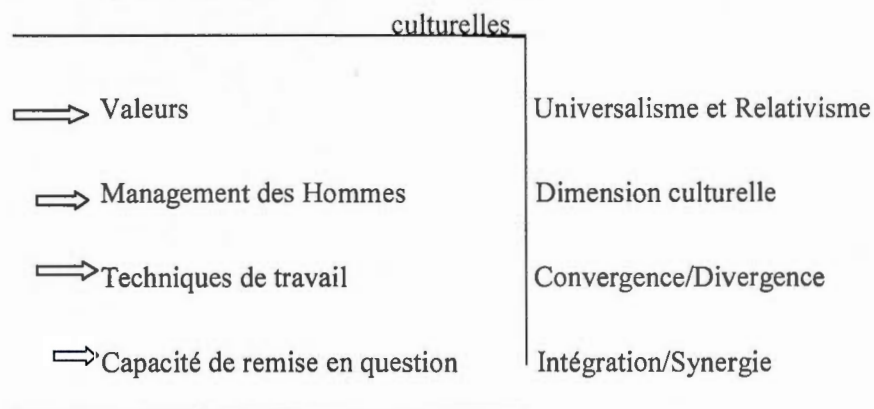 culturelles
Valeurs Universalisme et Relativisme
Management des Hommes Dimension culturelle
Techniques de travail Convergence/Divergence
Capacité de remise en question Intégration/Synergie